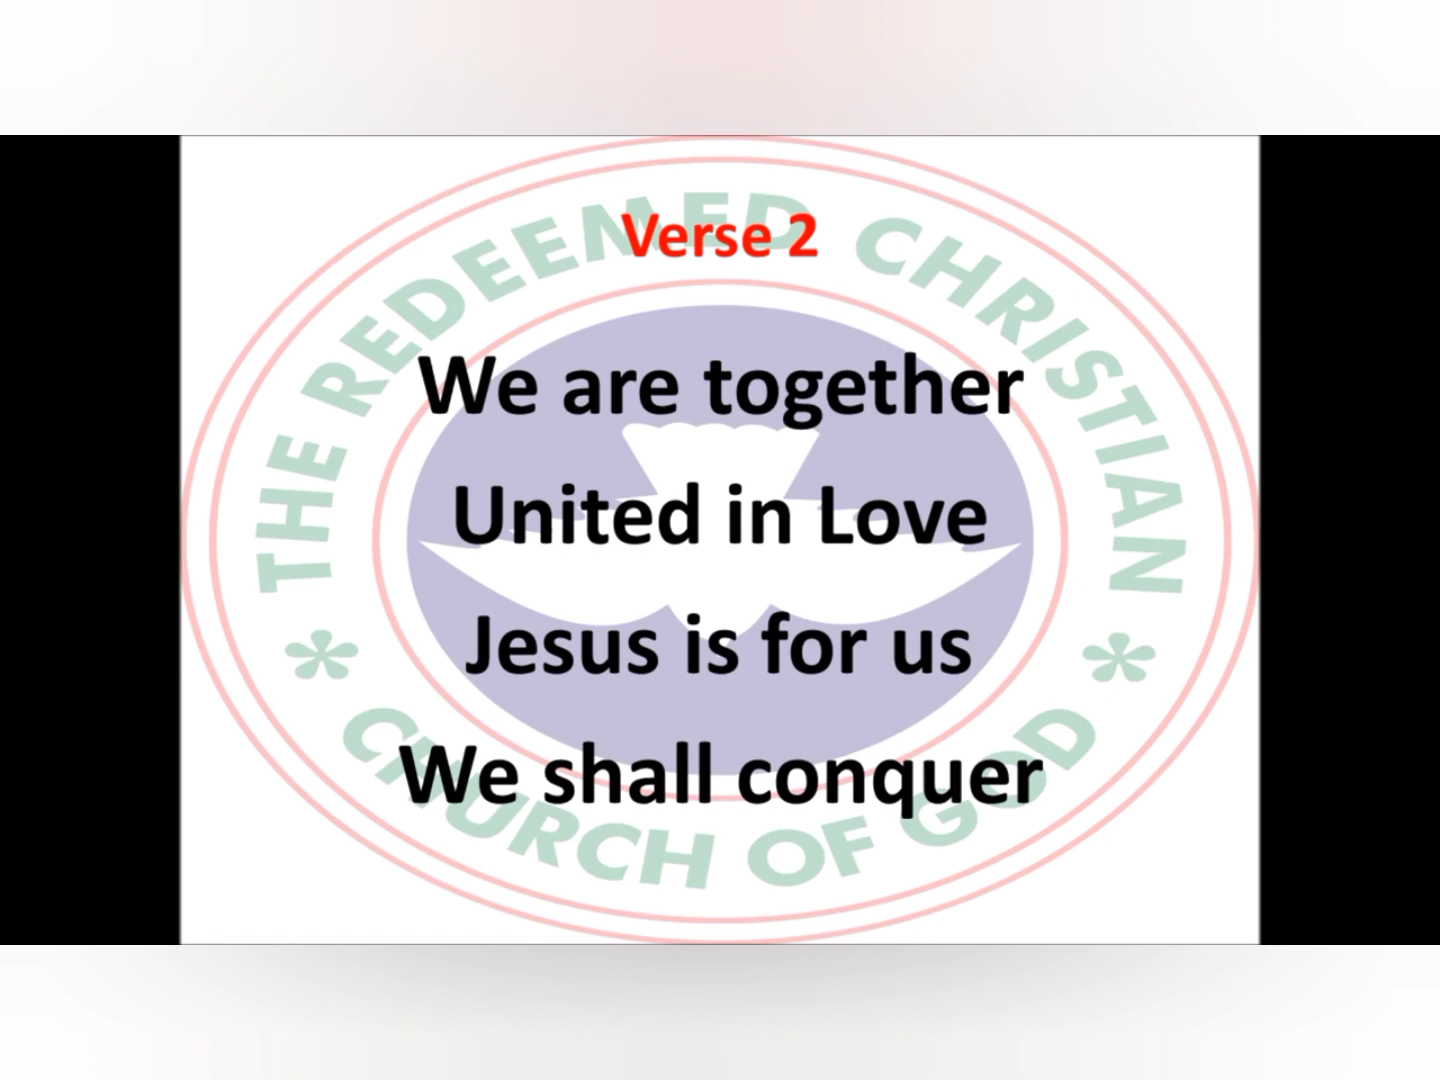 THE REDEEMED CHRISTIAN
Verse 2
We are together
United in Love
Jesus is for us
We shall conquer
* CHURCH OF GOD *